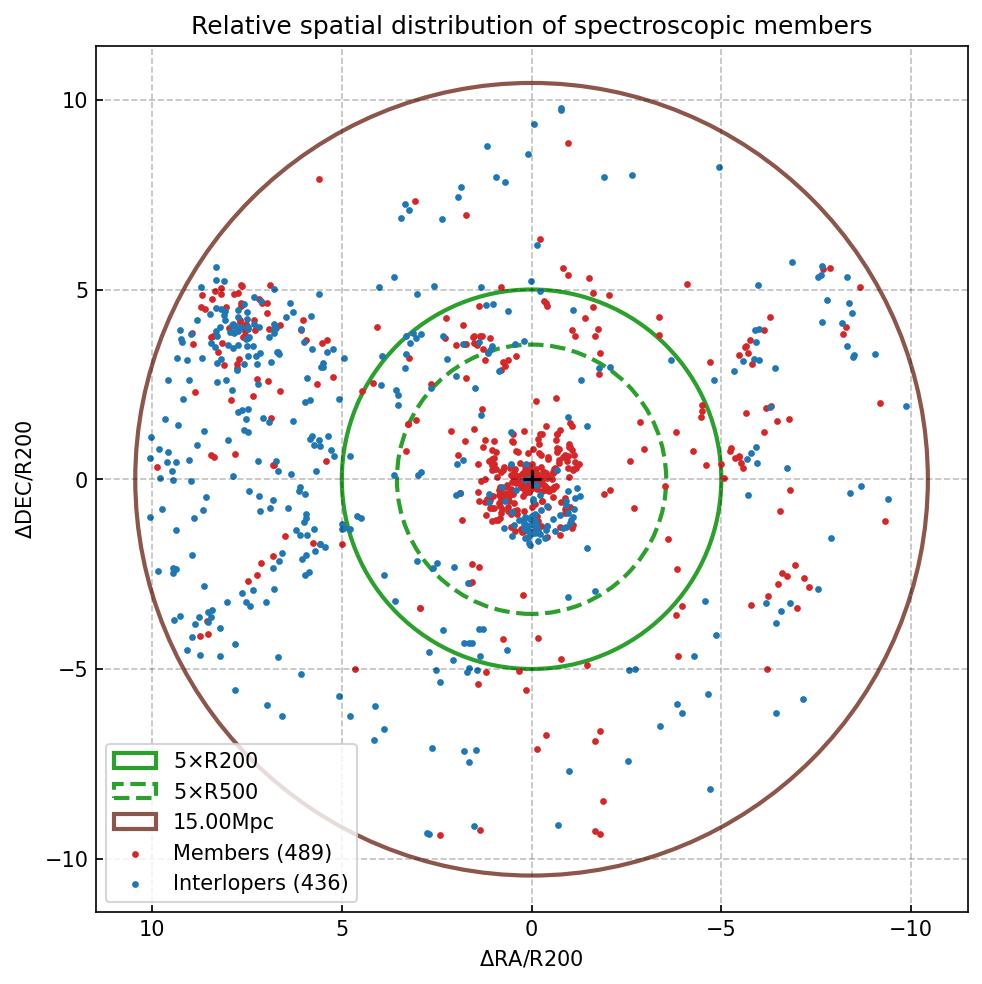 Relative spatial distribution of spectroscopic members
10
5
0
−5
−10
ΔDEC/R200
5×R200
5×R500
15.00Mpc
Members (489)
Interlopers (436)
10 5 0 −5 −10
ΔRA/R200